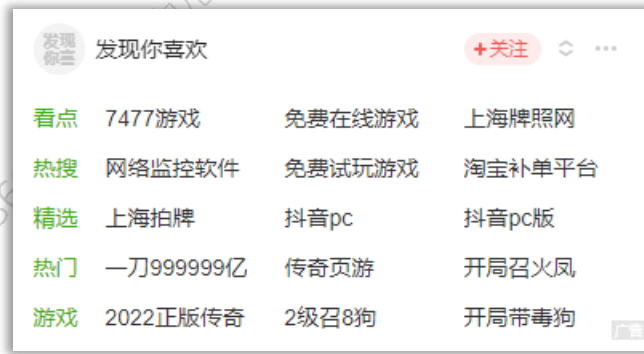 发现你喜
发现你喜欢 +关注
看点 7477游戏 免费在线游戏 上海牌照网
热搜 网络监控软件 免费试玩游戏 淘宝补单平台
精选 上海拍牌 抖音pc 抖音pc版
热门 一刀999999亿 传奇页游 开局召火凤
游戏 2022正版传奇 2级召8狗 开局带毒狗
广告